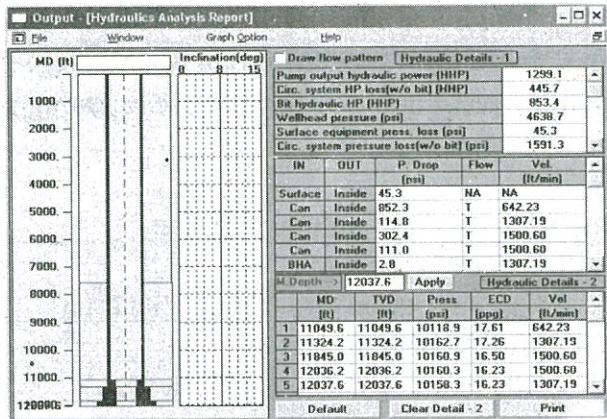 Output - [Hydraulics Analysis Report]
File Window Graph Option Help
MD (ft)
Inclination(deg)
0 8 15
1000.
2000.
3000.
4000.
5000.
6000.
7000.
8000.
9000.
10000.
11000.
Draw flow pattern Hydraulic Details - 1
Pump output hydraulic power (HHP) 1299.1
Circ. system HP loss(w/o bit) (HHP) 445.7
Bit hydraulic HP (HHP) 853.4
Wellhead pressure (psi) 4638.7
Surface equipment press. loss (psi) 45.3
Circ. system pressure loss(w/o bit) (psi) 1591.3
IN OUT P. Drop Flow Vel.
(psi) (ft/min)
Surface Inside 45.3 NA NA
Can Inside 852.3 T 642.23
Can Inside 114.8 T 1307.19
Can Inside 302.4 T 1500.60
Can Inside 111.0 T 1500.60
BHA Inside 2.8 T 1307.19
M.Depth -> 12037.6 Apply Hydraulic Details - 2
MD TVD Press ECD Vel
(ft) (ft) (psi) (ppg) (ft/min)
1 11049.6 11049.6 10118.9 17.61 642.23
2 11324.2 11324.2 10162.7 17.26 1307.19
3 11845.0 11845.0 10160.9 16.50 1500.60
4 12036.2 12036.2 10160.3 16.23 1500.60
5 12037.6 12037.6 10158.3 16.23 1307.19
Default Clear Detail - 2 Print